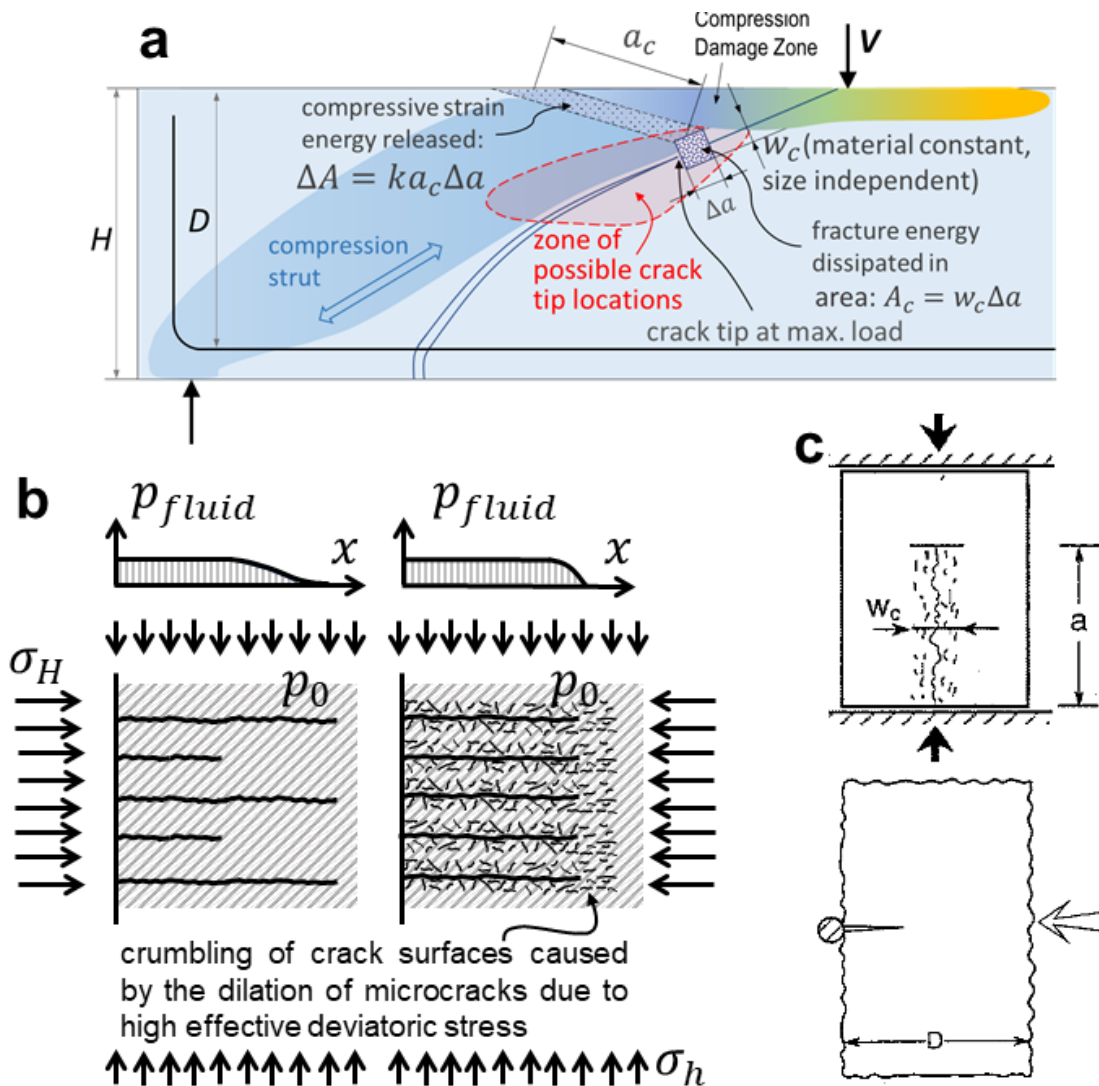 a
a_c
Compression
Damage Zone
V
compressive strain
energy released:
ΔA = ka_cΔa
w_c(material constant,
size independent)
Δa
H
D
compression
strut
zone of
possible crack
tip locations
fracture energy
dissipated in
area: A_c = w_cΔa
crack tip at max. load
b
p_fluid
x
p_fluid
x
σ_H
p_0
p_0
crumbling of crack surfaces caused
by the dilation of microcracks due to
high effective deviatoric stress
σ_h
c
w_c
a
D